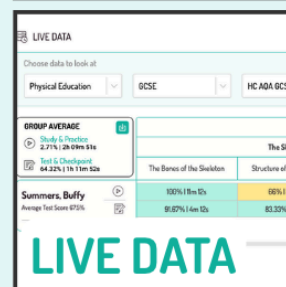 LIVE DATA
Choose data to look at
Physical Education
GCSE
HC AQA GCS
GROUP AVERAGE
Study & Practice
2.71% | 2h 09m 51s
Test & Checkpoint
64.32% | 1h 11m 52s
The S
The Bones of the Skeleton
Structure of
Summers, Buffy
100% | 11m 12s
66% |
Average Test Score 67.5%
91.67% | 4m 12s
83.33%
LIVE DATA